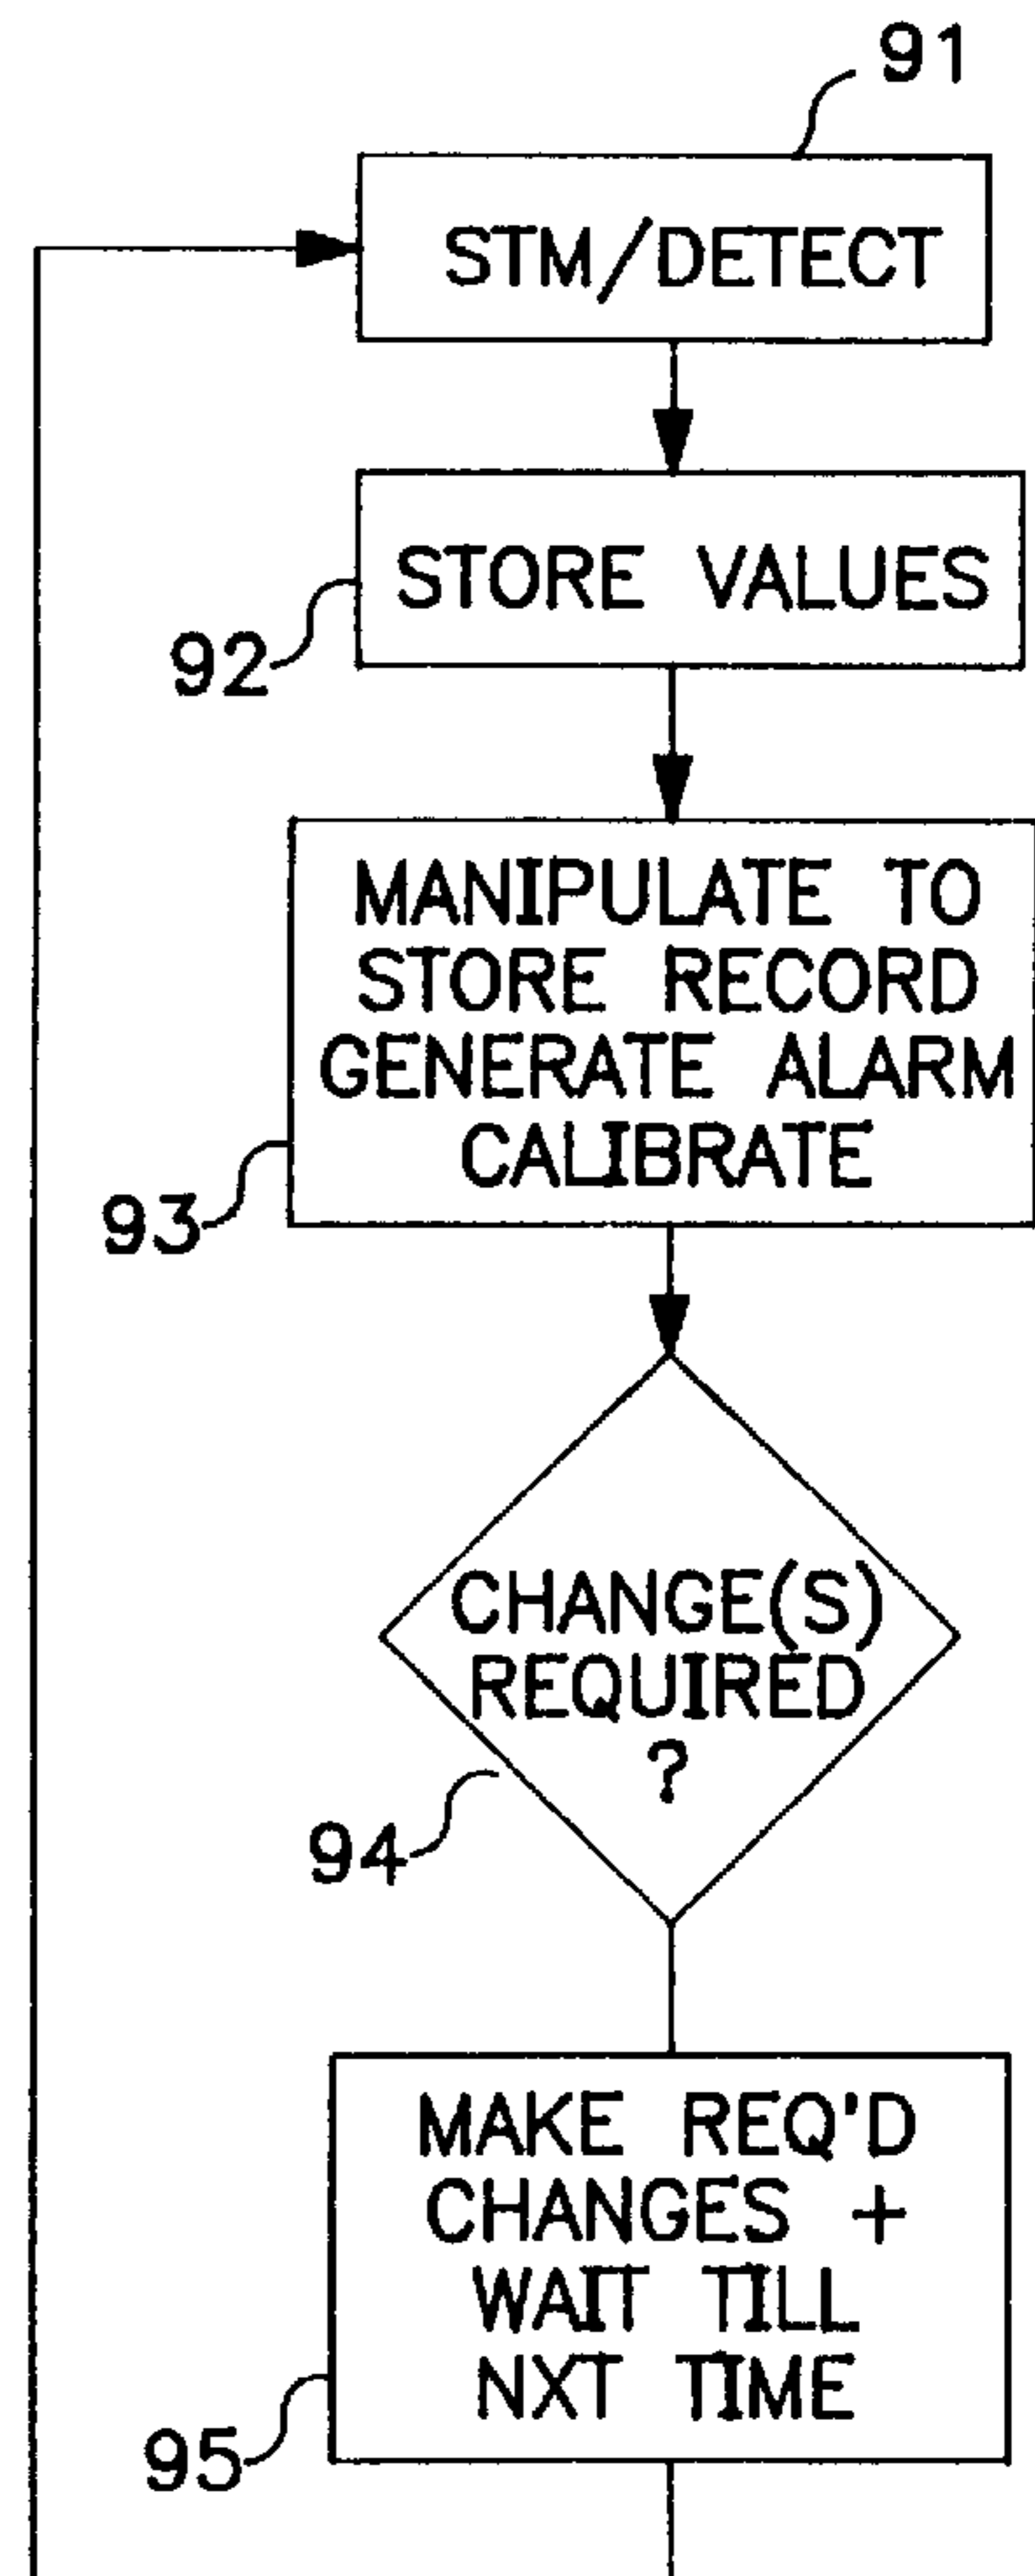 91
STM/DETECT
STORE VALUES
92
MANIPULATE TO
STORE RECORD
GENERATE ALARM
CALIBRATE
93
CHANGE(S)
REQUIRED
?
94
MAKE REQ'D
CHANGES +
WAIT TILL
NXT TIME
95